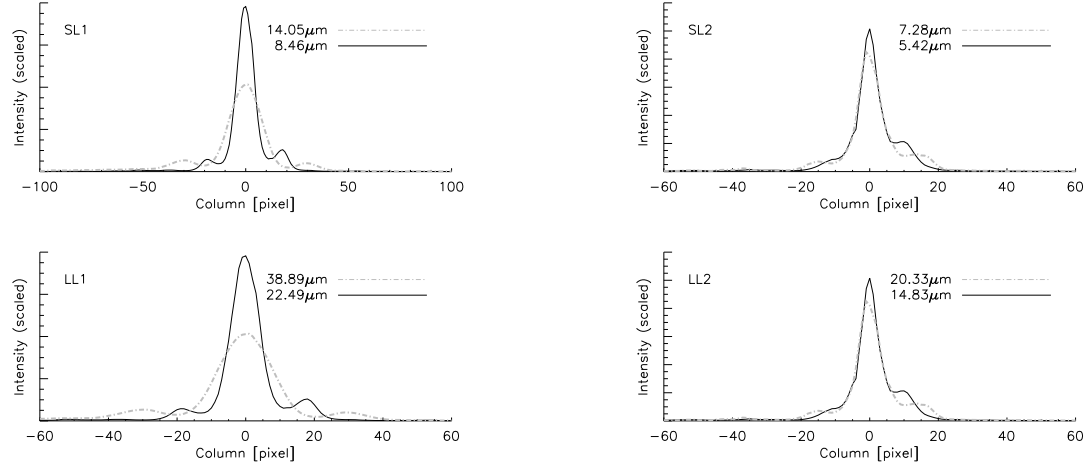 SL1
14.05μm
8.46μm
Intensity (scaled)
−100 −50 0 50 100
Column [pixel]
SL2
7.28μm
5.42μm
Intensity (scaled)
−60 −40 −20 0 20 40 60
Column [pixel]
LL1
38.89μm
22.49μm
Intensity (scaled)
−60 −40 −20 0 20 40 60
Column [pixel]
LL2
20.33μm
14.83μm
Intensity (scaled)
−60 −40 −20 0 20 40 60
Column [pixel]